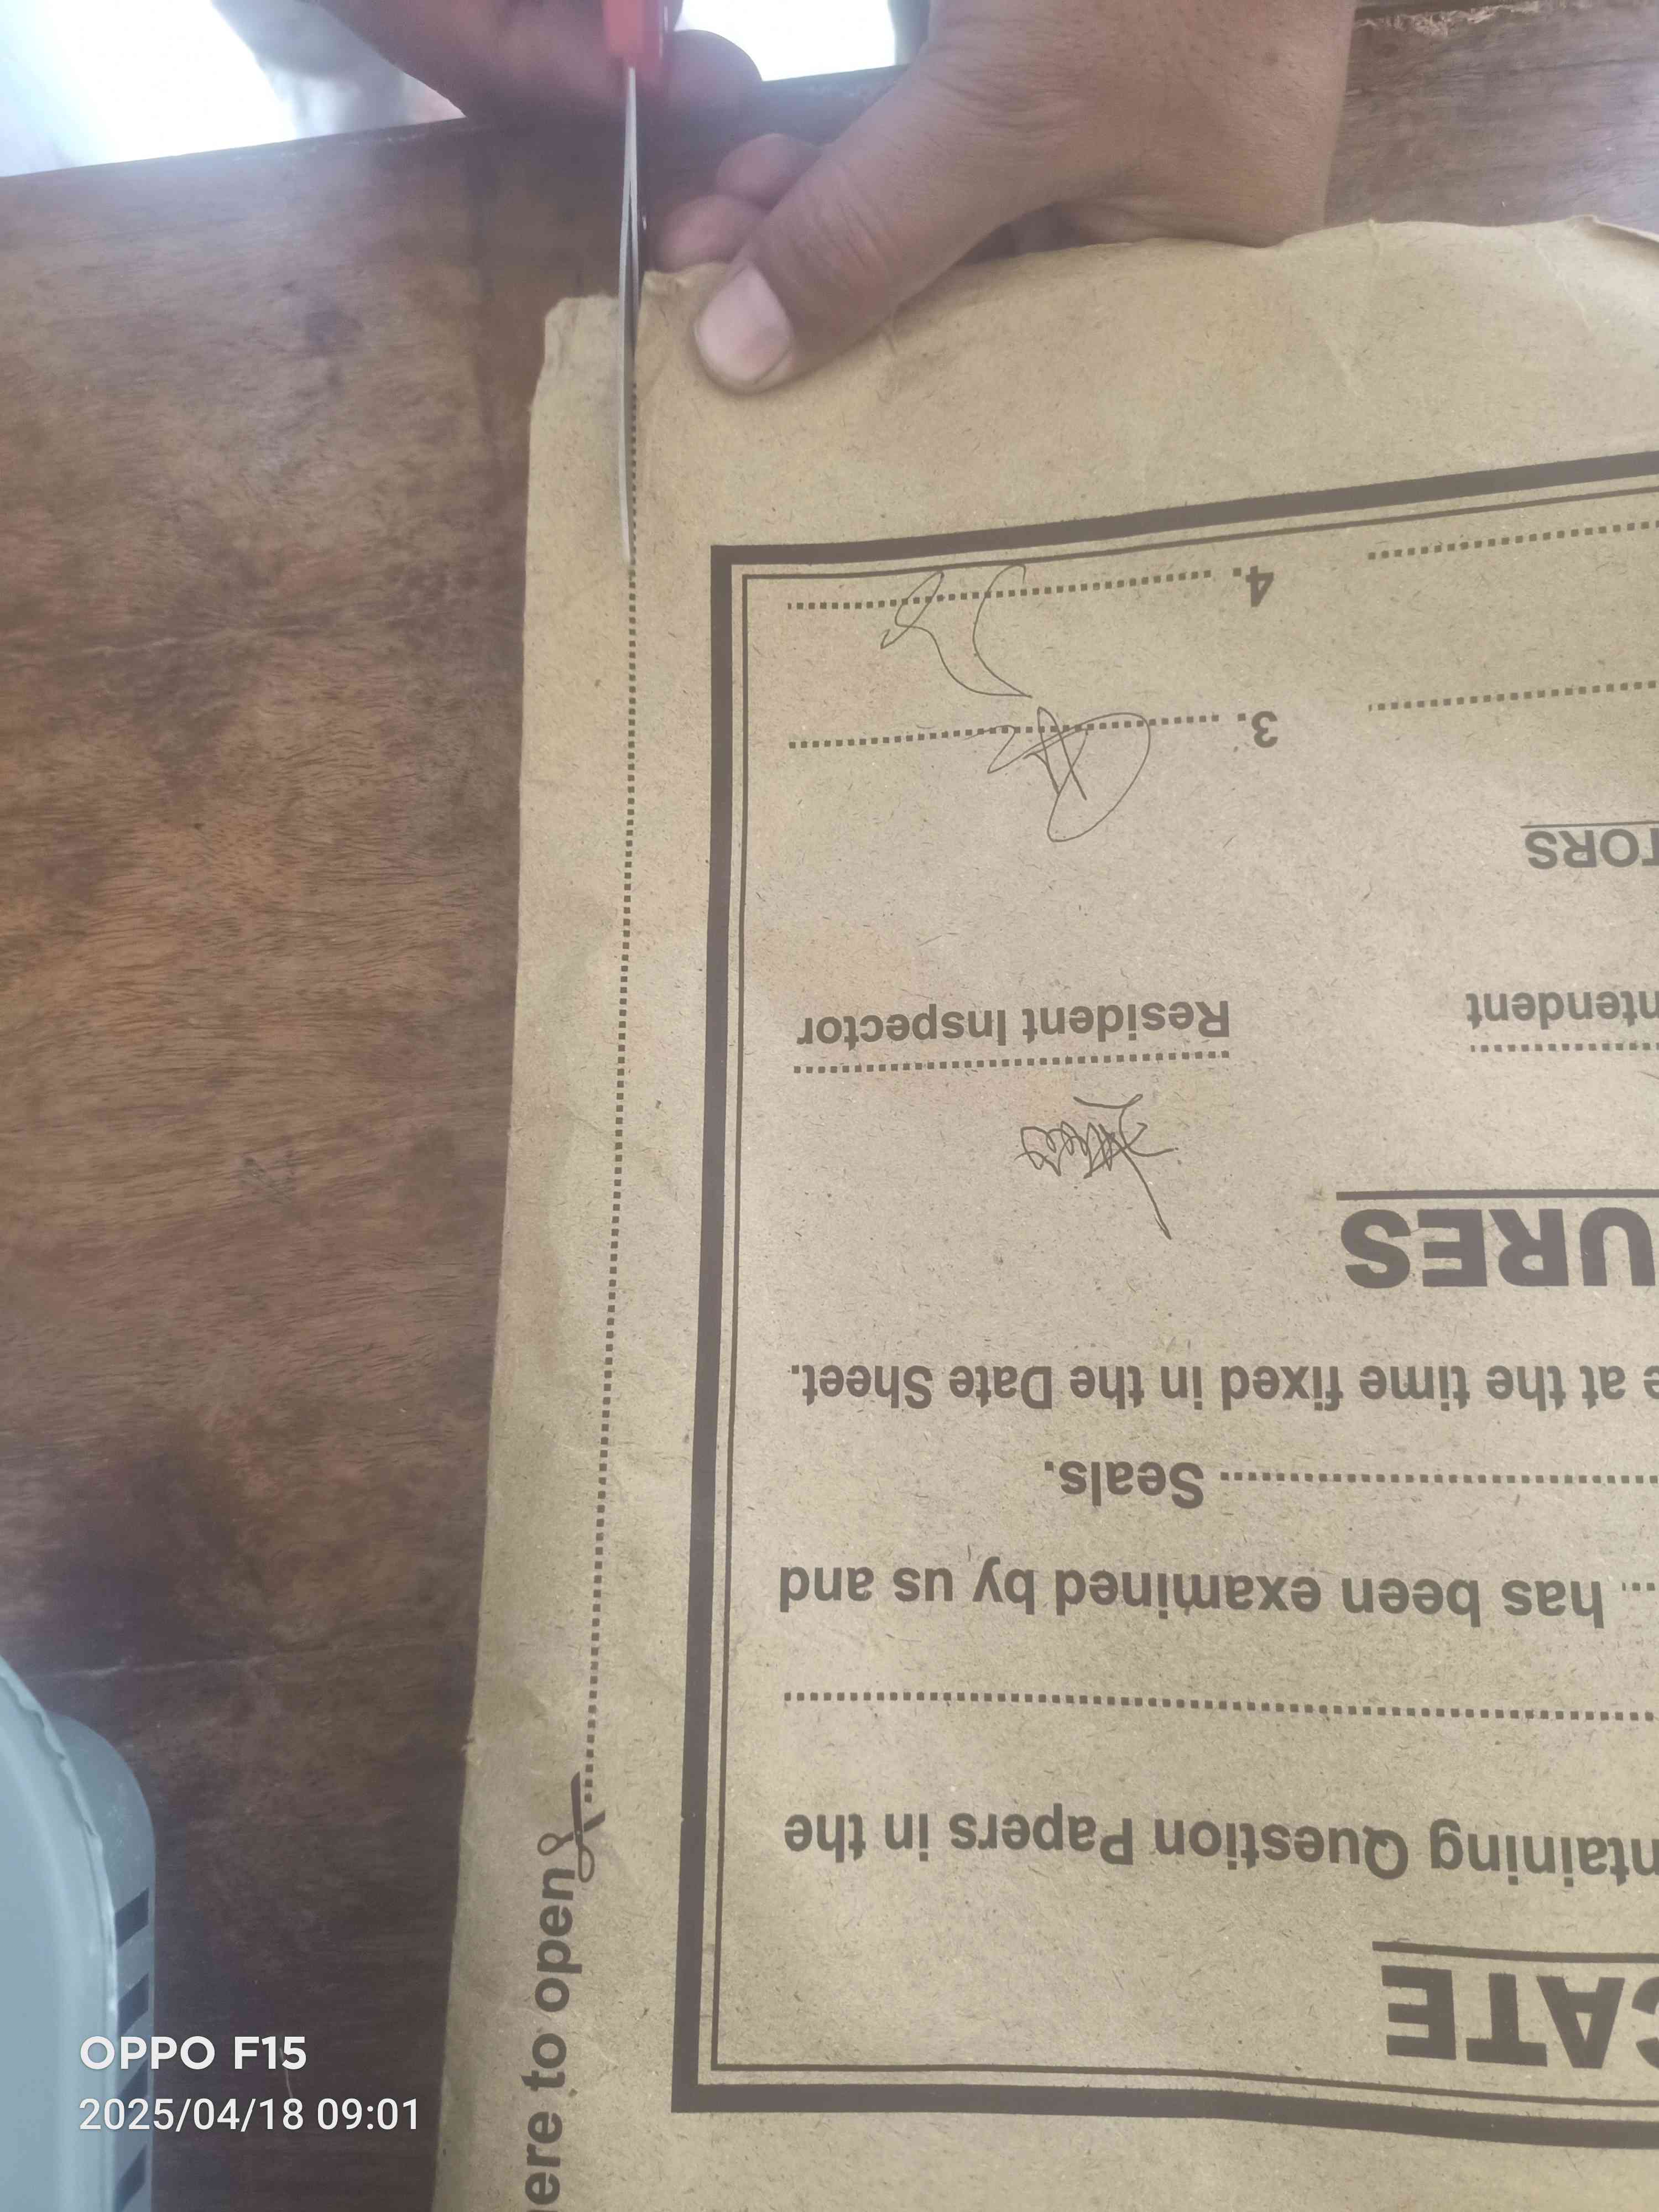 CATE
ntaining Question Papers in the
... has been examined by us and
Seals.
e at the time fixed in the Date Sheet.
URES
ntendent
Resident Inspector
TORS
3.
4.
ere to open
OPPO F15
2025/04/18 09:01